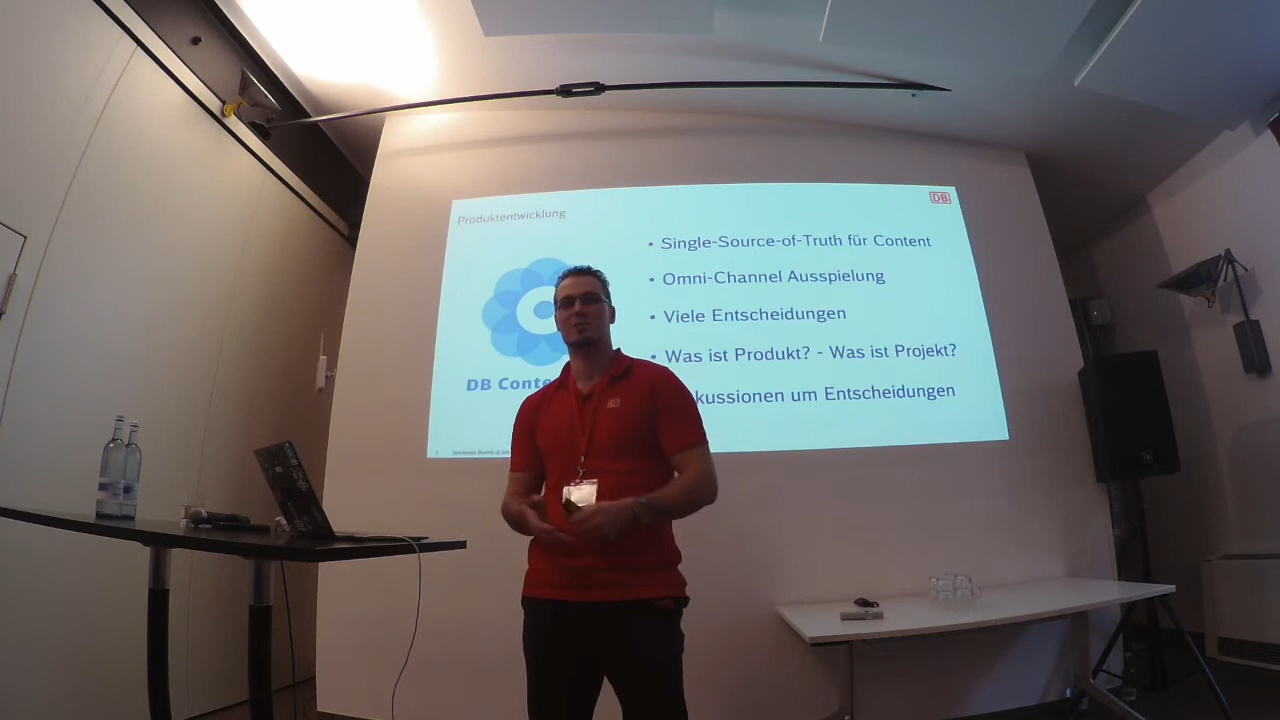 Produktentwicklung
DB
• Single-Source-of-Truth für Content
• Omni-Channel Ausspielung
• Viele Entscheidungen
• Was ist Produkt? - Was ist Projekt?
kussionen um Entscheidungen
DB Conte
DB